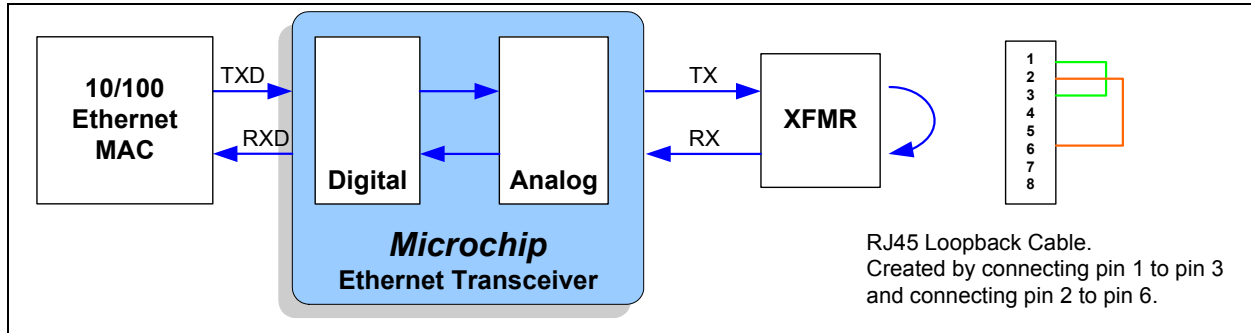 10/100
Ethernet
MAC
TXD
RXD
Digital
Analog
Microchip
Ethernet Transceiver
TX
RX
XFMR
1
2
3
4
5
6
7
8
RJ45 Loopback Cable.
Created by connecting pin 1 to pin 3
and connecting pin 2 to pin 6.